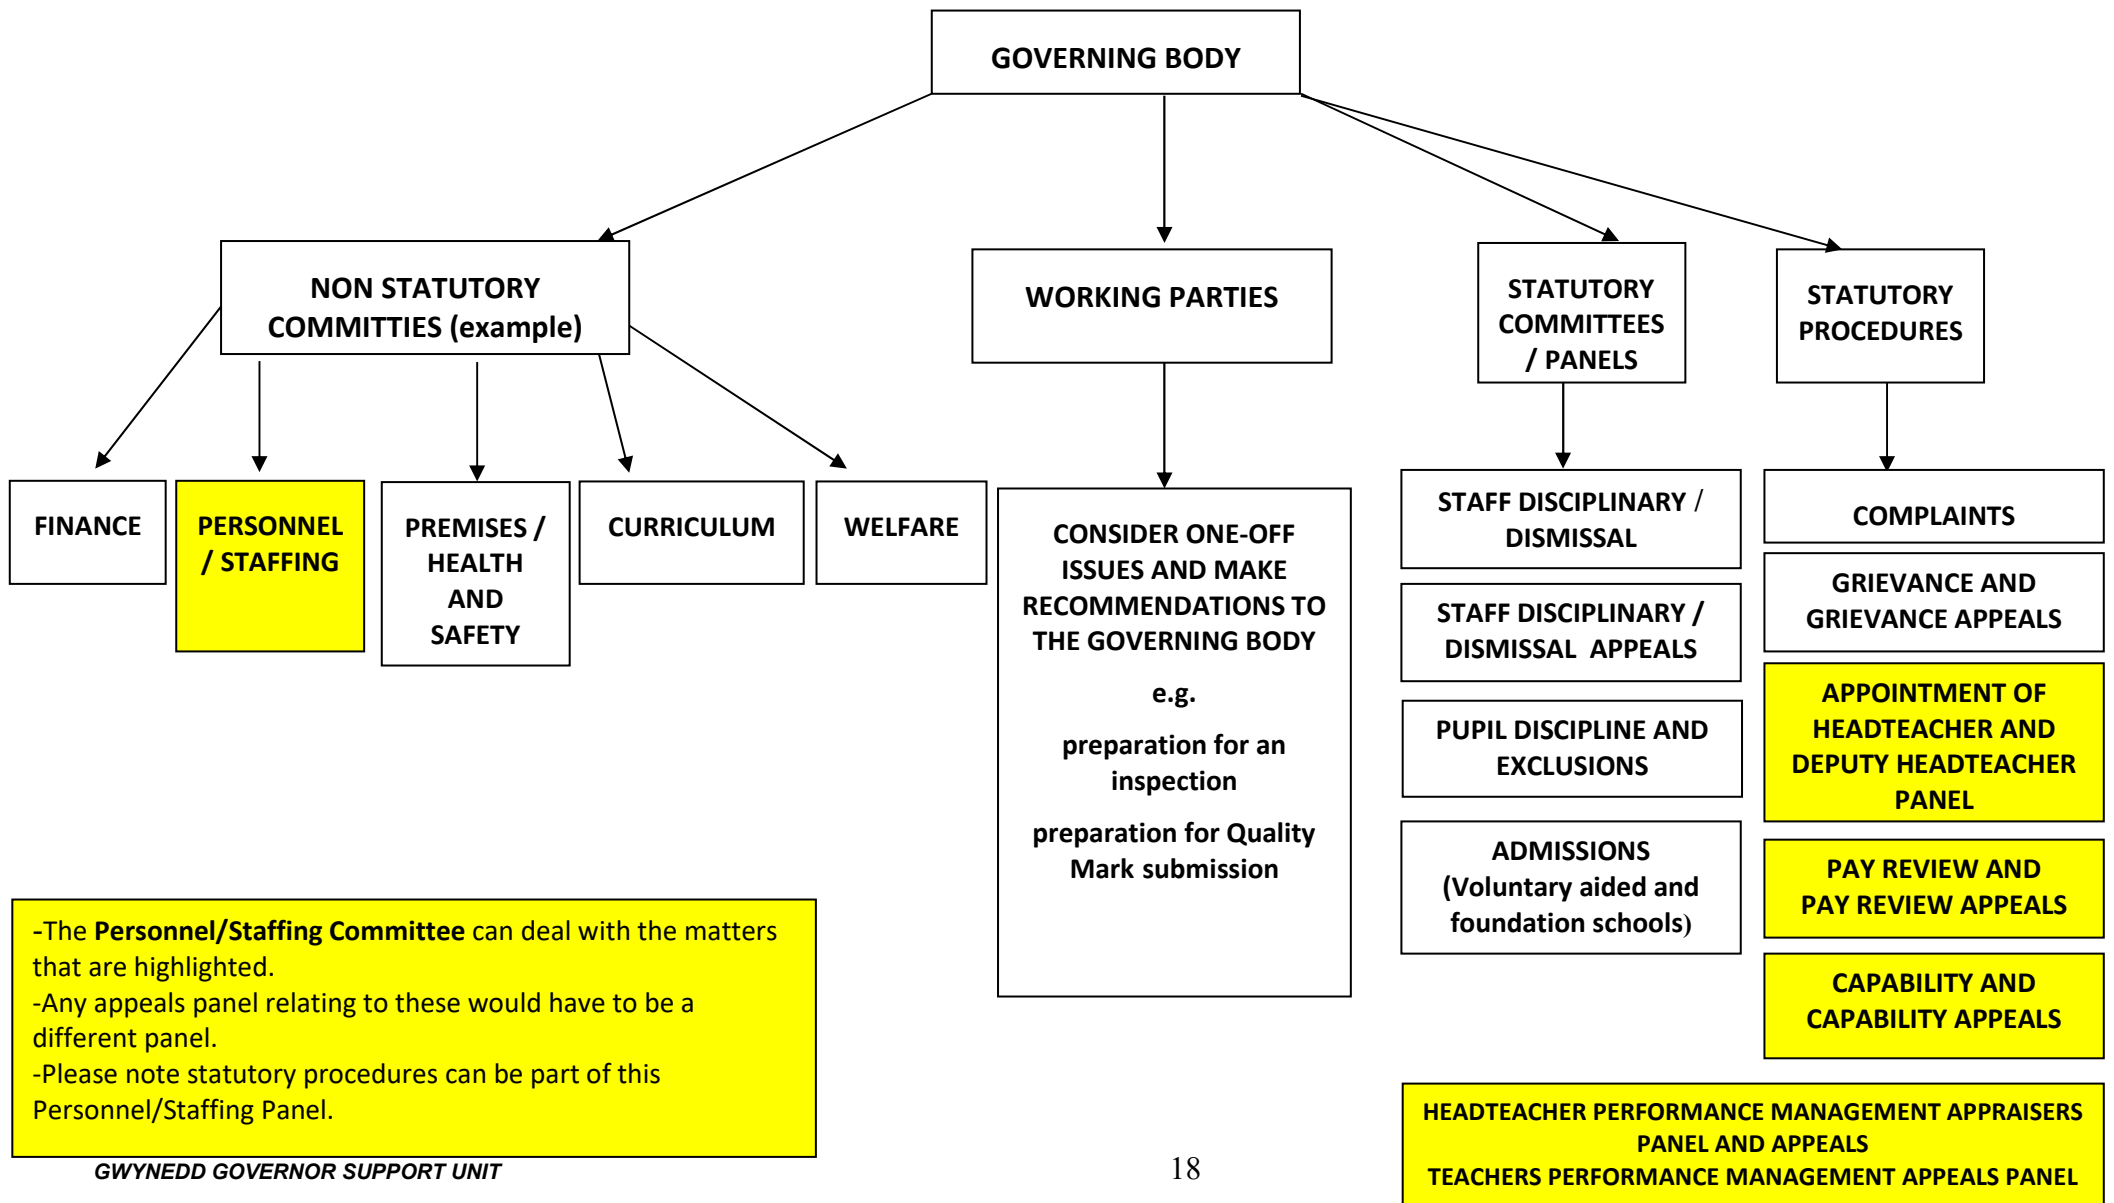 GOVERNING BODY
NON STATUTORY
COMMITTIES (example)
WORKING PARTIES
STATUTORY
COMMITTEES
/ PANELS
STATUTORY
PROCEDURES
FINANCE
PERSONNEL
/ STAFFING
PREMISES /
HEALTH
AND
SAFETY
CURRICULUM
WELFARE
CONSIDER ONE-OFF
ISSUES AND MAKE
RECOMMENDATIONS TO
THE GOVERNING BODY
e.g.
preparation for an
inspection
preparation for Quality
Mark submission
STAFF DISCIPLINARY /
DISMISSAL
STAFF DISCIPLINARY /
DISMISSAL APPEALS
PUPIL DISCIPLINE AND
EXCLUSIONS
ADMISSIONS
(Voluntary aided and
foundation schools)
COMPLAINTS
GRIEVANCE AND
GRIEVANCE APPEALS
APPOINTMENT OF
HEADTEACHER AND
DEPUTY HEADTEACHER
PANEL
PAY REVIEW AND
PAY REVIEW APPEALS
CAPABILITY AND
CAPABILITY APPEALS
HEADTEACHER PERFORMANCE MANAGEMENT APPRAISERS
PANEL AND APPEALS
TEACHERS PERFORMANCE MANAGEMENT APPEALS PANEL
-The Personnel/Staffing Committee can deal with the matters
that are highlighted.
-Any appeals panel relating to these would have to be a
different panel.
-Please note statutory procedures can be part of this
Personnel/Staffing Panel.
GWYNEDD GOVERNOR SUPPORT UNIT
18